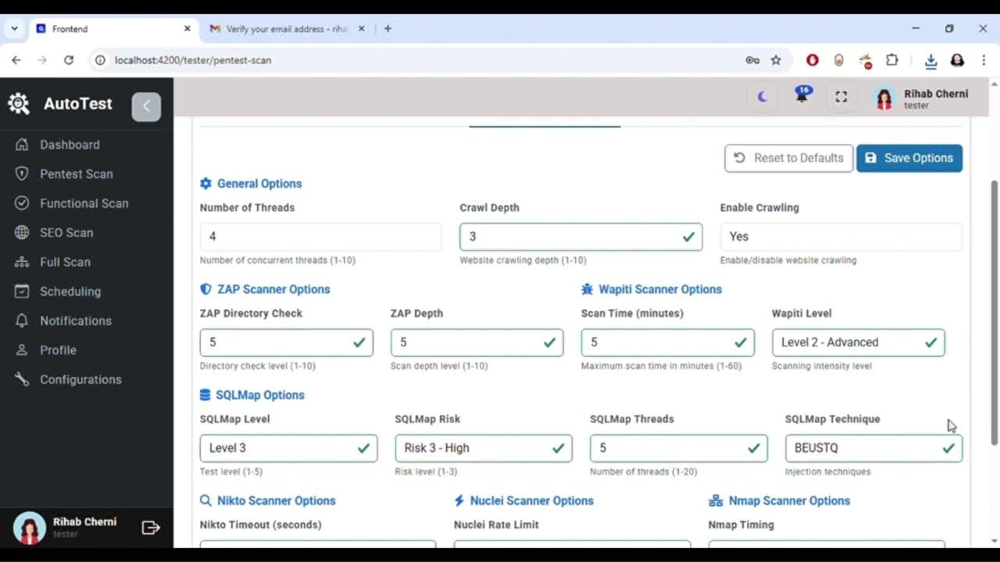 Frontend
Verify your email address - riha
localhost:4200/tester/pentest-scan
AutoTest
16
Rihab Cherni
tester
Dashboard
Pentest Scan
Functional Scan
SEO Scan
Full Scan
Scheduling
Notifications
Profile
Configurations
Rihab Cherni
tester
Reset to Defaults
Save Options
General Options
Number of Threads
Crawl Depth
Enable Crawling
4
3
Yes
Number of concurrent threads (1-10)
Website crawling depth (1-10)
Enable/disable website crawling
ZAP Scanner Options
Wapiti Scanner Options
ZAP Directory Check
ZAP Depth
Scan Time (minutes)
Wapiti Level
5
5
5
Level 2 - Advanced
Directory check level (1-10)
Scan depth level (1-10)
Maximum scan time in minutes (1-60)
Scanning intensity level
SQLMap Options
SQLMap Level
SQLMap Risk
SQLMap Threads
SQLMap Technique
Level 3
Risk 3 - High
5
BEUSTQ
Test level (1-5)
Risk level (1-3)
Number of threads (1-20)
Injection techniques
Nikto Scanner Options
Nuclei Scanner Options
Nmap Scanner Options
Nikto Timeout (seconds)
Nuclei Rate Limit
Nmap Timing